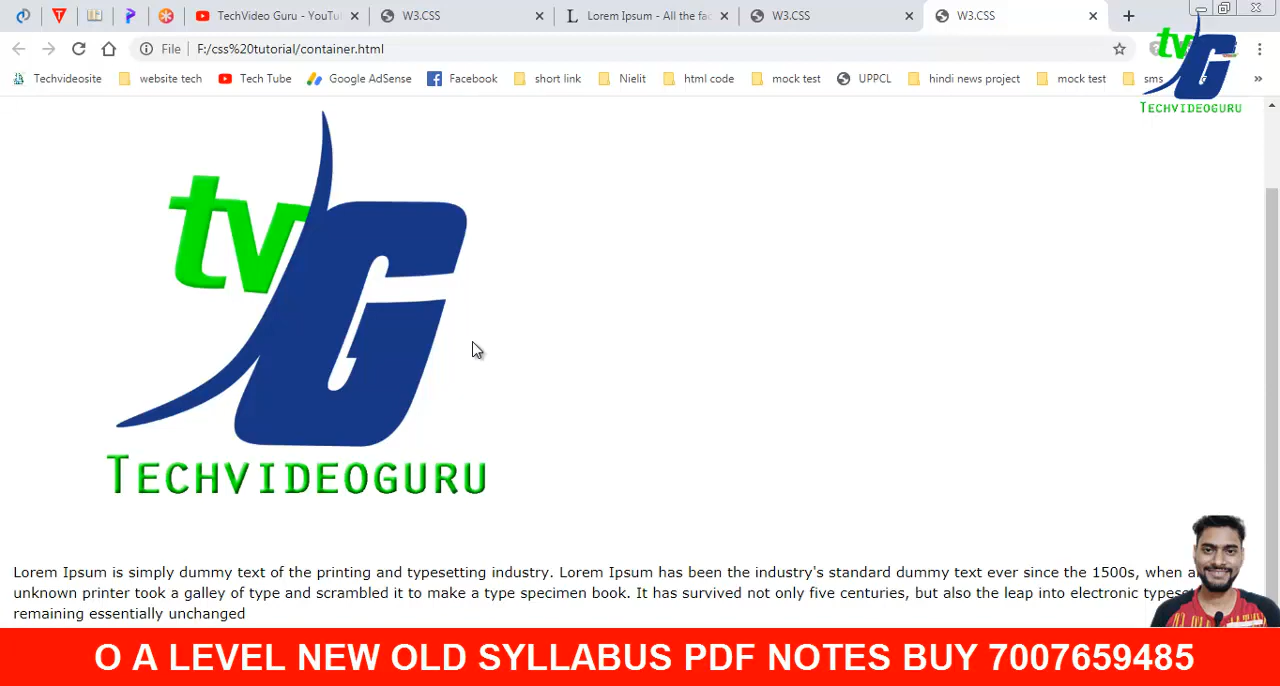 TechVideo Guru - YouTu
W3.CSS
Lorem Ipsum - All the fac
W3.CSS
W3.CSS
File
F:/css%20tutorial/container.html
Techvideosite
website tech
Tech Tube
Google AdSense
Facebook
short link
Nielit
html code
mock test
UPPCL
hindi news project
mock test
sms
»
tvG
TECHVIDEOGURU
tvG
TECHVIDEOGURU
Lorem Ipsum is simply dummy text of the printing and typesetting industry. Lorem Ipsum has been the industry's standard dummy text ever since the 1500s, when a
unknown printer took a galley of type and scrambled it to make a type specimen book. It has survived not only five centuries, but also the leap into electronic typese
remaining essentially unchanged
O A LEVEL NEW OLD SYLLABUS PDF NOTES BUY 7007659485